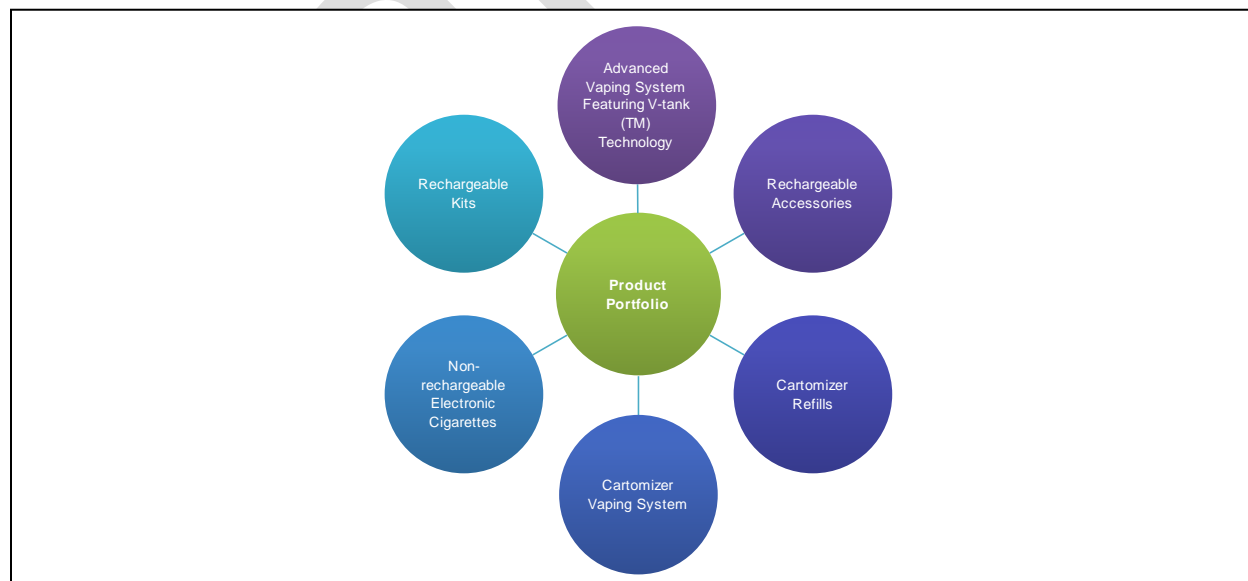 Advanced
Vaping System
Featuring V-tank
(TM)
Technology
Rechargeable
Accessories
Cartomizer
Refills
Cartomizer
Vaping System
Non-
rechargeable
Electronic
Cigarettes
Rechargeable
Kits
Product
Portfolio